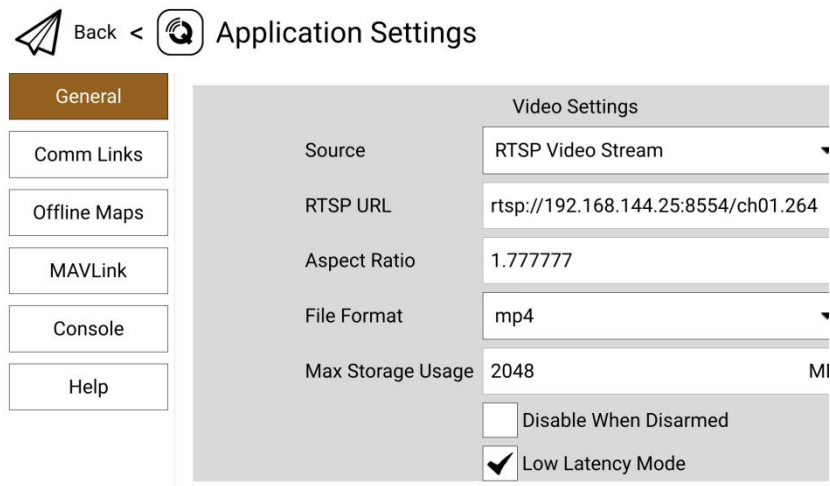 Back < Application Settings
General
Comm Links
Offline Maps
MAVLink
Console
Help
Video Settings
Source RTSP Video Stream
RTSP URL rtsp://192.168.144.25:8554/ch01.264
Aspect Ratio 1.777777
File Format mp4
Max Storage Usage 2048
Disable When Disarmed
Low Latency Mode